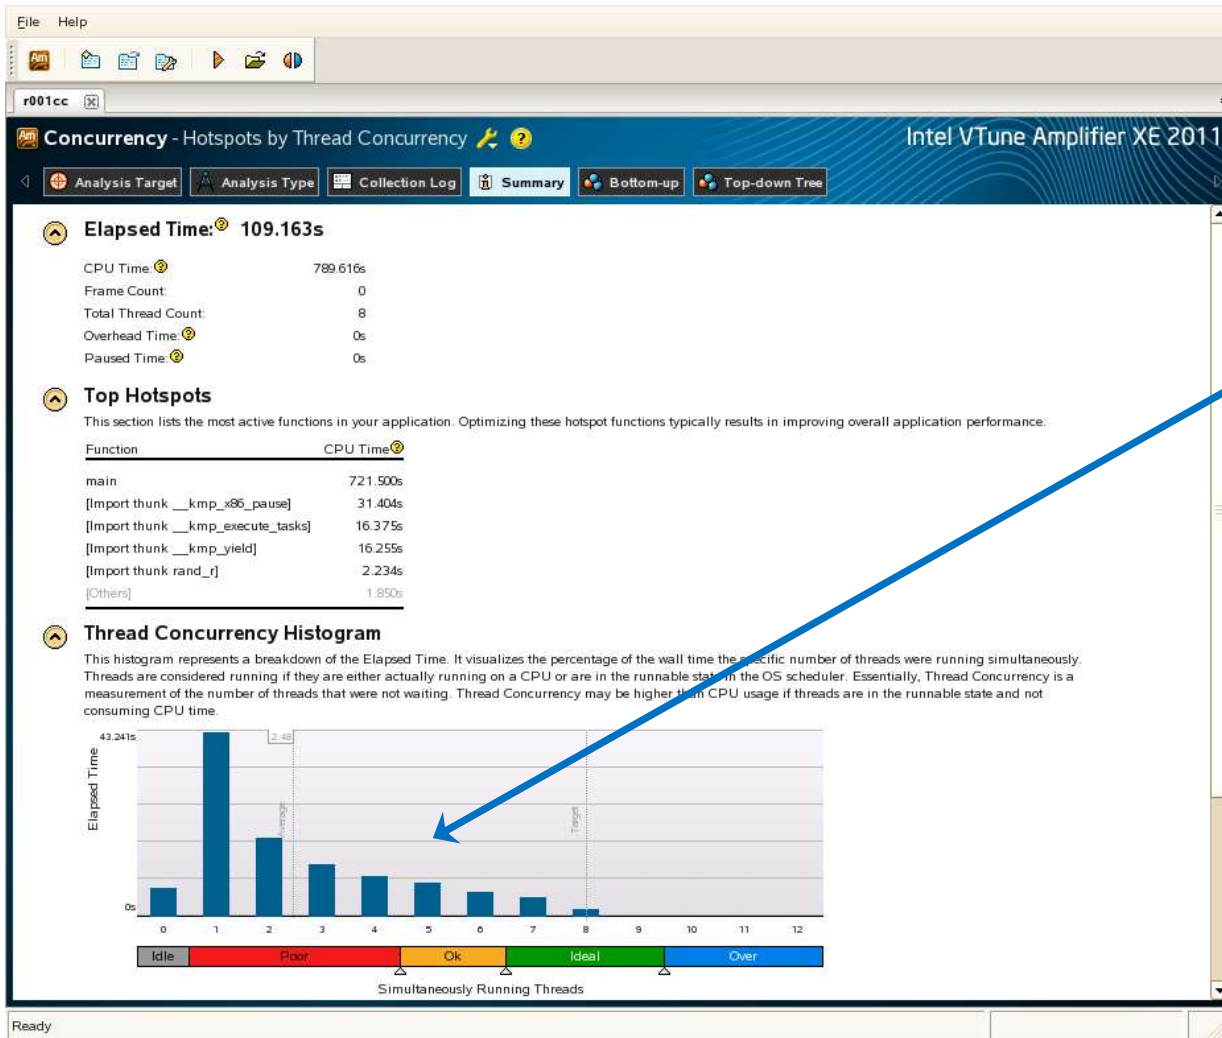 File Help
r001cc
Concurrency - Hotspots by Thread Concurrency ?
Intel VTune Amplifier XE 2011
Analysis Target Analysis Type Collection Log Summary Bottom-up Top-down Tree
Elapsed Time: 109.163s
CPU Time: 789.616s
Frame Count: 0
Total Thread Count: 8
Overhead Time: 0s
Paused Time: 0s
Top Hotspots
This section lists the most active functions in your application. Optimizing these hotspot functions typically results in improving overall application performance.
Function CPU Time
main 721.500s
[Import thunk __kmp_x86_pause] 31.404s
[Import thunk __kmp_execute_tasks] 16.375s
[Import thunk __kmp_yield] 16.255s
[Import thunk rand_r] 2.234s
[Others] 1.850s
Thread Concurrency Histogram
This histogram represents a breakdown of the Elapsed Time. It visualizes the percentage of the wall time the specific number of threads were running simultaneously.
Threads are considered running if they are either actually running on a CPU or are in the runnable state in the OS scheduler. Essentially, Thread Concurrency is a
measurement of the number of threads that were not waiting. Thread Concurrency may be higher than CPU usage if threads are in the runnable state and not
consuming CPU time.
43.241s
2.48
Elapsed Time
Average
Target
0s
0 1 2 3 4 5 6 7 8 9 10 11 12
Idle Poor Ok Ideal Over
Simultaneously Running Threads
Ready